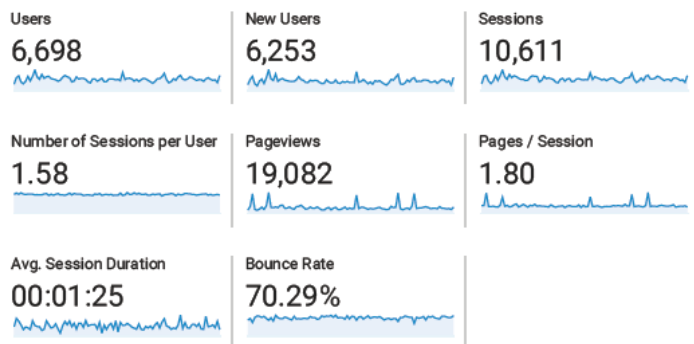 Users
6,698
New Users
6,253
Sessions
10,611
Number of Sessions per User
1.58
Pageviews
19,082
Pages / Session
1.80
Avg. Session Duration
00:01:25
Bounce Rate
70.29%